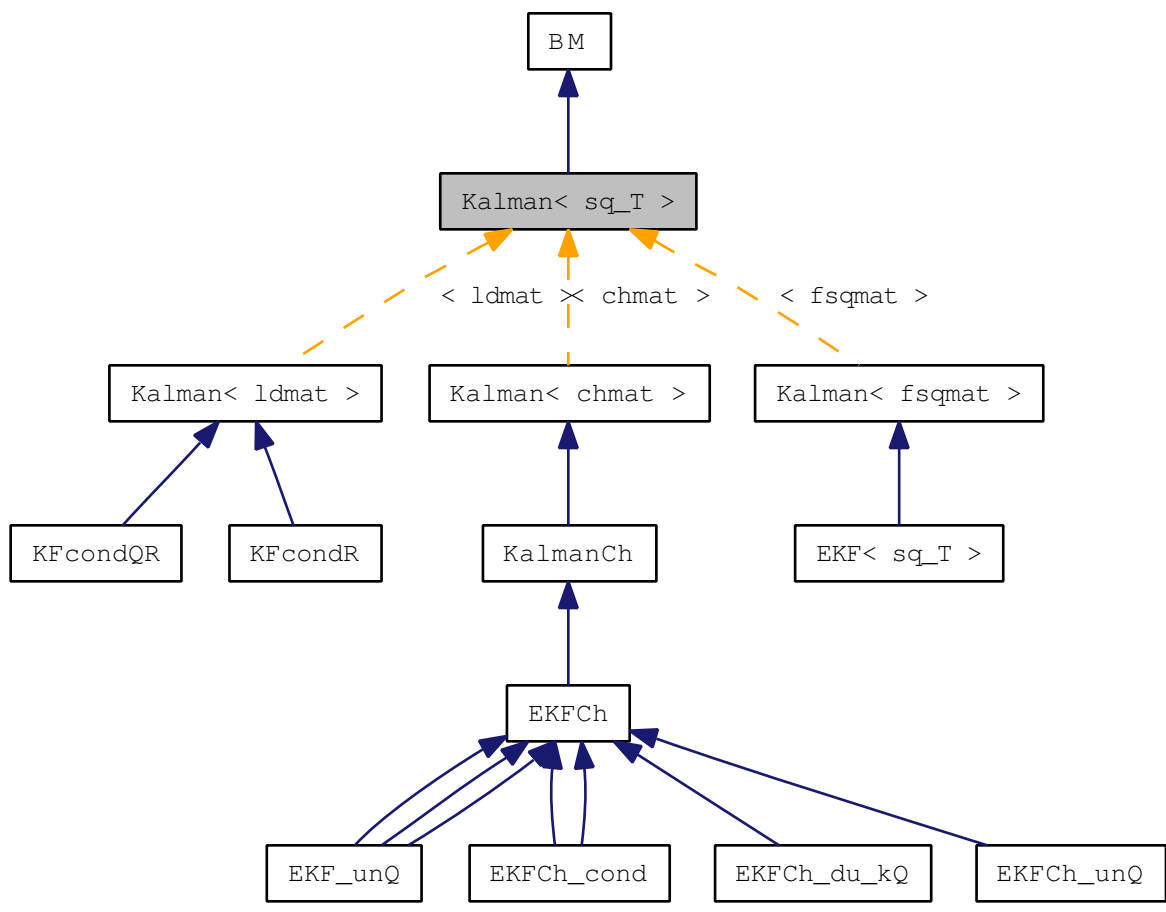 BM
Kalman< sq_T >
< ldmat >
< chmat >
< fsqmat >
Kalman< ldmat >
Kalman< chmat >
Kalman< fsqmat >
KFcondQR
KFcondR
KalmanCh
EKF< sq_T >
EKFCh
EKF_unQ
EKFCh_cond
EKFCh_du_kQ
EKFCh_unQ